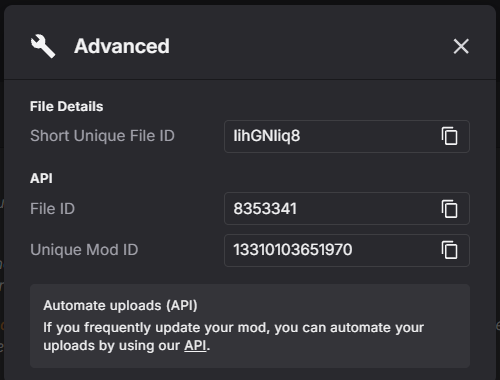 Advanced
File Details
Short Unique File ID
lihGNliq8
API
File ID
8353341
Unique Mod ID
13310103651970
Automate uploads (API)
If you frequently update your mod, you can automate your
uploads by using our API.